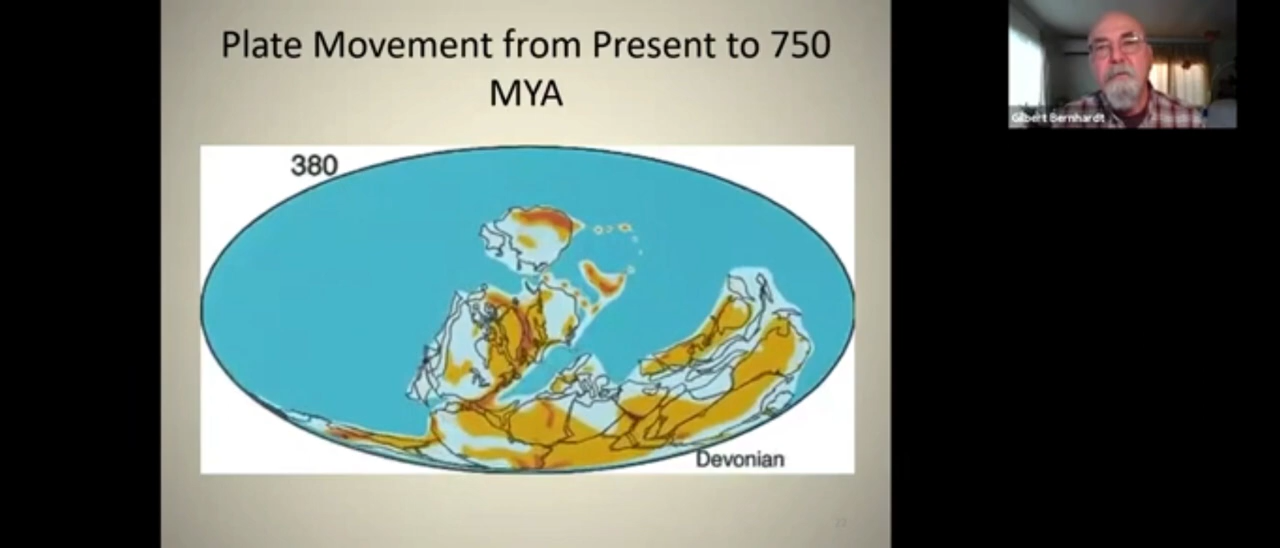 Plate Movement from Present to 750
MYA
380
Devonian
Gilbert Bernhardt